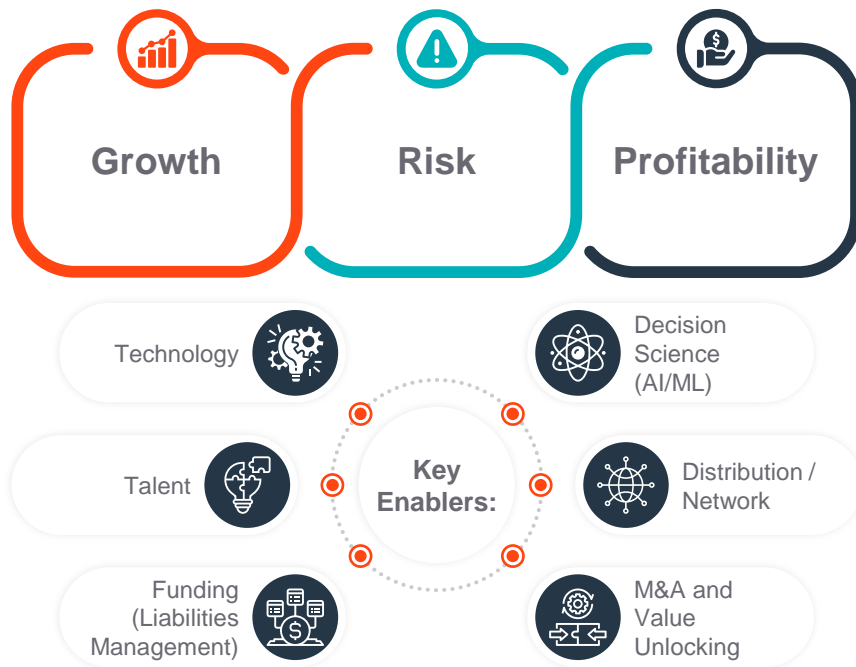 Growth
Risk
Profitability
Technology
Decision
Science
(AI/ML)
Talent
Key
Enablers:
Distribution /
Network
Funding
(Liabilities
Management)
M&A and
Value
Unlocking